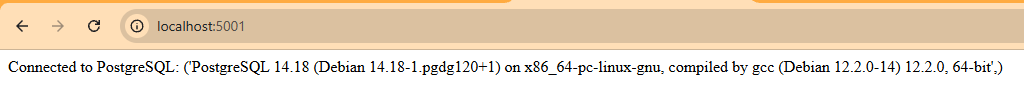 localhost:5001
Connected to PostgreSQL: ('PostgreSQL 14.18 (Debian 14.18-1.pgdg120+1) on x86_64-pc-linux-gnu, compiled by gcc (Debian 12.2.0-14) 12.2.0, 64-bit',)